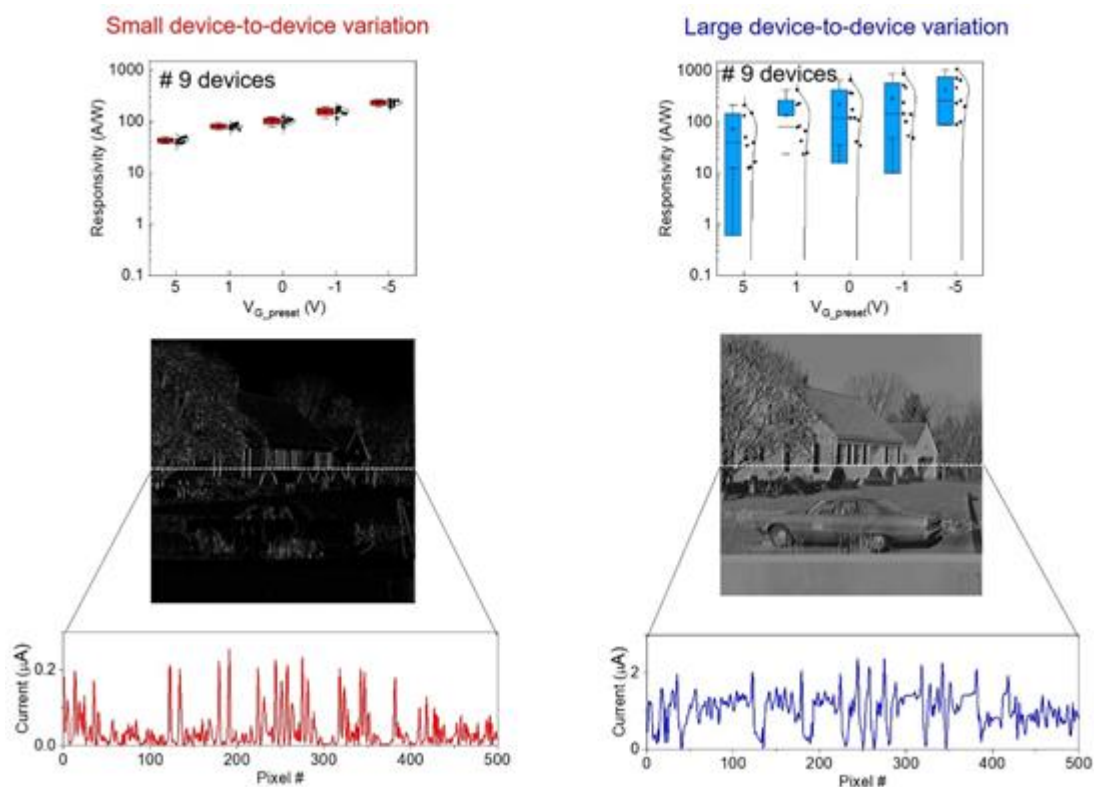 Small device-to-device variation
# 9 devices
Responsivity (A/W)
1000
100
10
1
0.1
5 1 0 -1 -5
V_G_preset (V)
Current (μA)
0.2
0.0
0 100 200 300 400 500
Pixel #
Large device-to-device variation
# 9 devices
Responsivity (A/W)
1000
100
10
1
0.1
5 1 0 -1 -5
V_G_preset(V)
Current (μA)
2
0
0 100 200 300 400 500
Pixel #